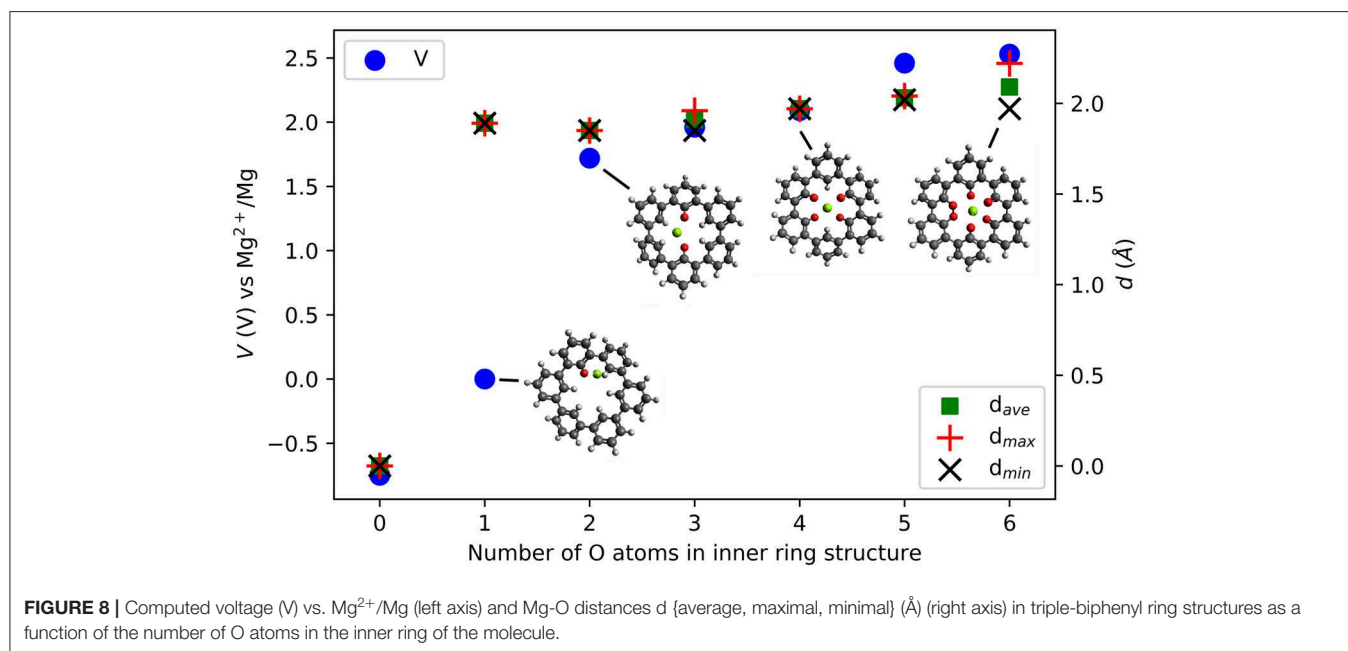 V
2.5
2.0
1.5
1.0
0.5
0.0
−0.5
V (V) vs Mg²⁺/Mg
2.0
1.5
1.0
0.5
0.0
d (Å)
d_ave
d_max
d_min
0 1 2 3 4 5 6
Number of O atoms in inner ring structure
FIGURE 8 | Computed voltage (V) vs. Mg²⁺/Mg (left axis) and Mg-O distances d {average, maximal, minimal} (Å) (right axis) in triple-biphenyl ring structures as a
function of the number of O atoms in the inner ring of the molecule.